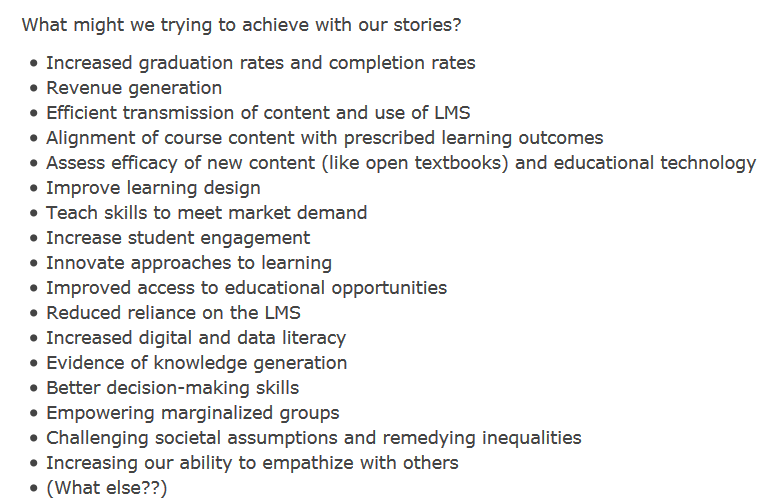 What might we trying to achieve with our stories?
• Increased graduation rates and completion rates
• Revenue generation
• Efficient transmission of content and use of LMS
• Alignment of course content with prescribed learning outcomes
• Assess efficacy of new content (like open textbooks) and educational technology
• Improve learning design
• Teach skills to meet market demand
• Increase student engagement
• Innovate approaches to learning
• Improved access to educational opportunities
• Reduced reliance on the LMS
• Increased digital and data literacy
• Evidence of knowledge generation
• Better decision-making skills
• Empowering marginalized groups
• Challenging societal assumptions and remedying inequalities
• Increasing our ability to empathize with others
• (What else??)